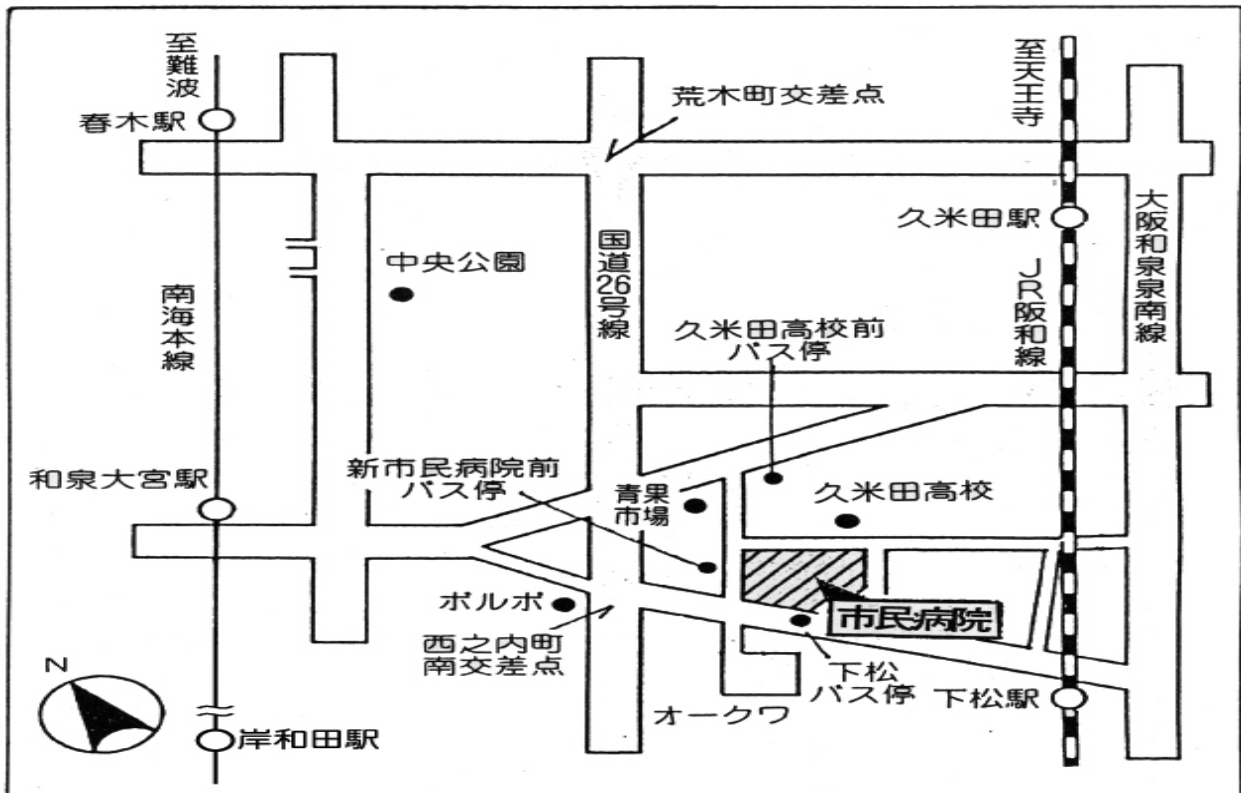 至難波
春木駅
荒木町交差点
至天王寺
久米田駅
大阪和泉泉南線
中央公園
国道26号線
JR阪和線
南海本線
久米田高校前
バス停
和泉大宮駅
新市民病院前
バス停
青果
市場
久米田高校
ボルボ
市民病院
西之内町
南交差点
下松
バス停
下松駅
オークワ
N
岸和田駅